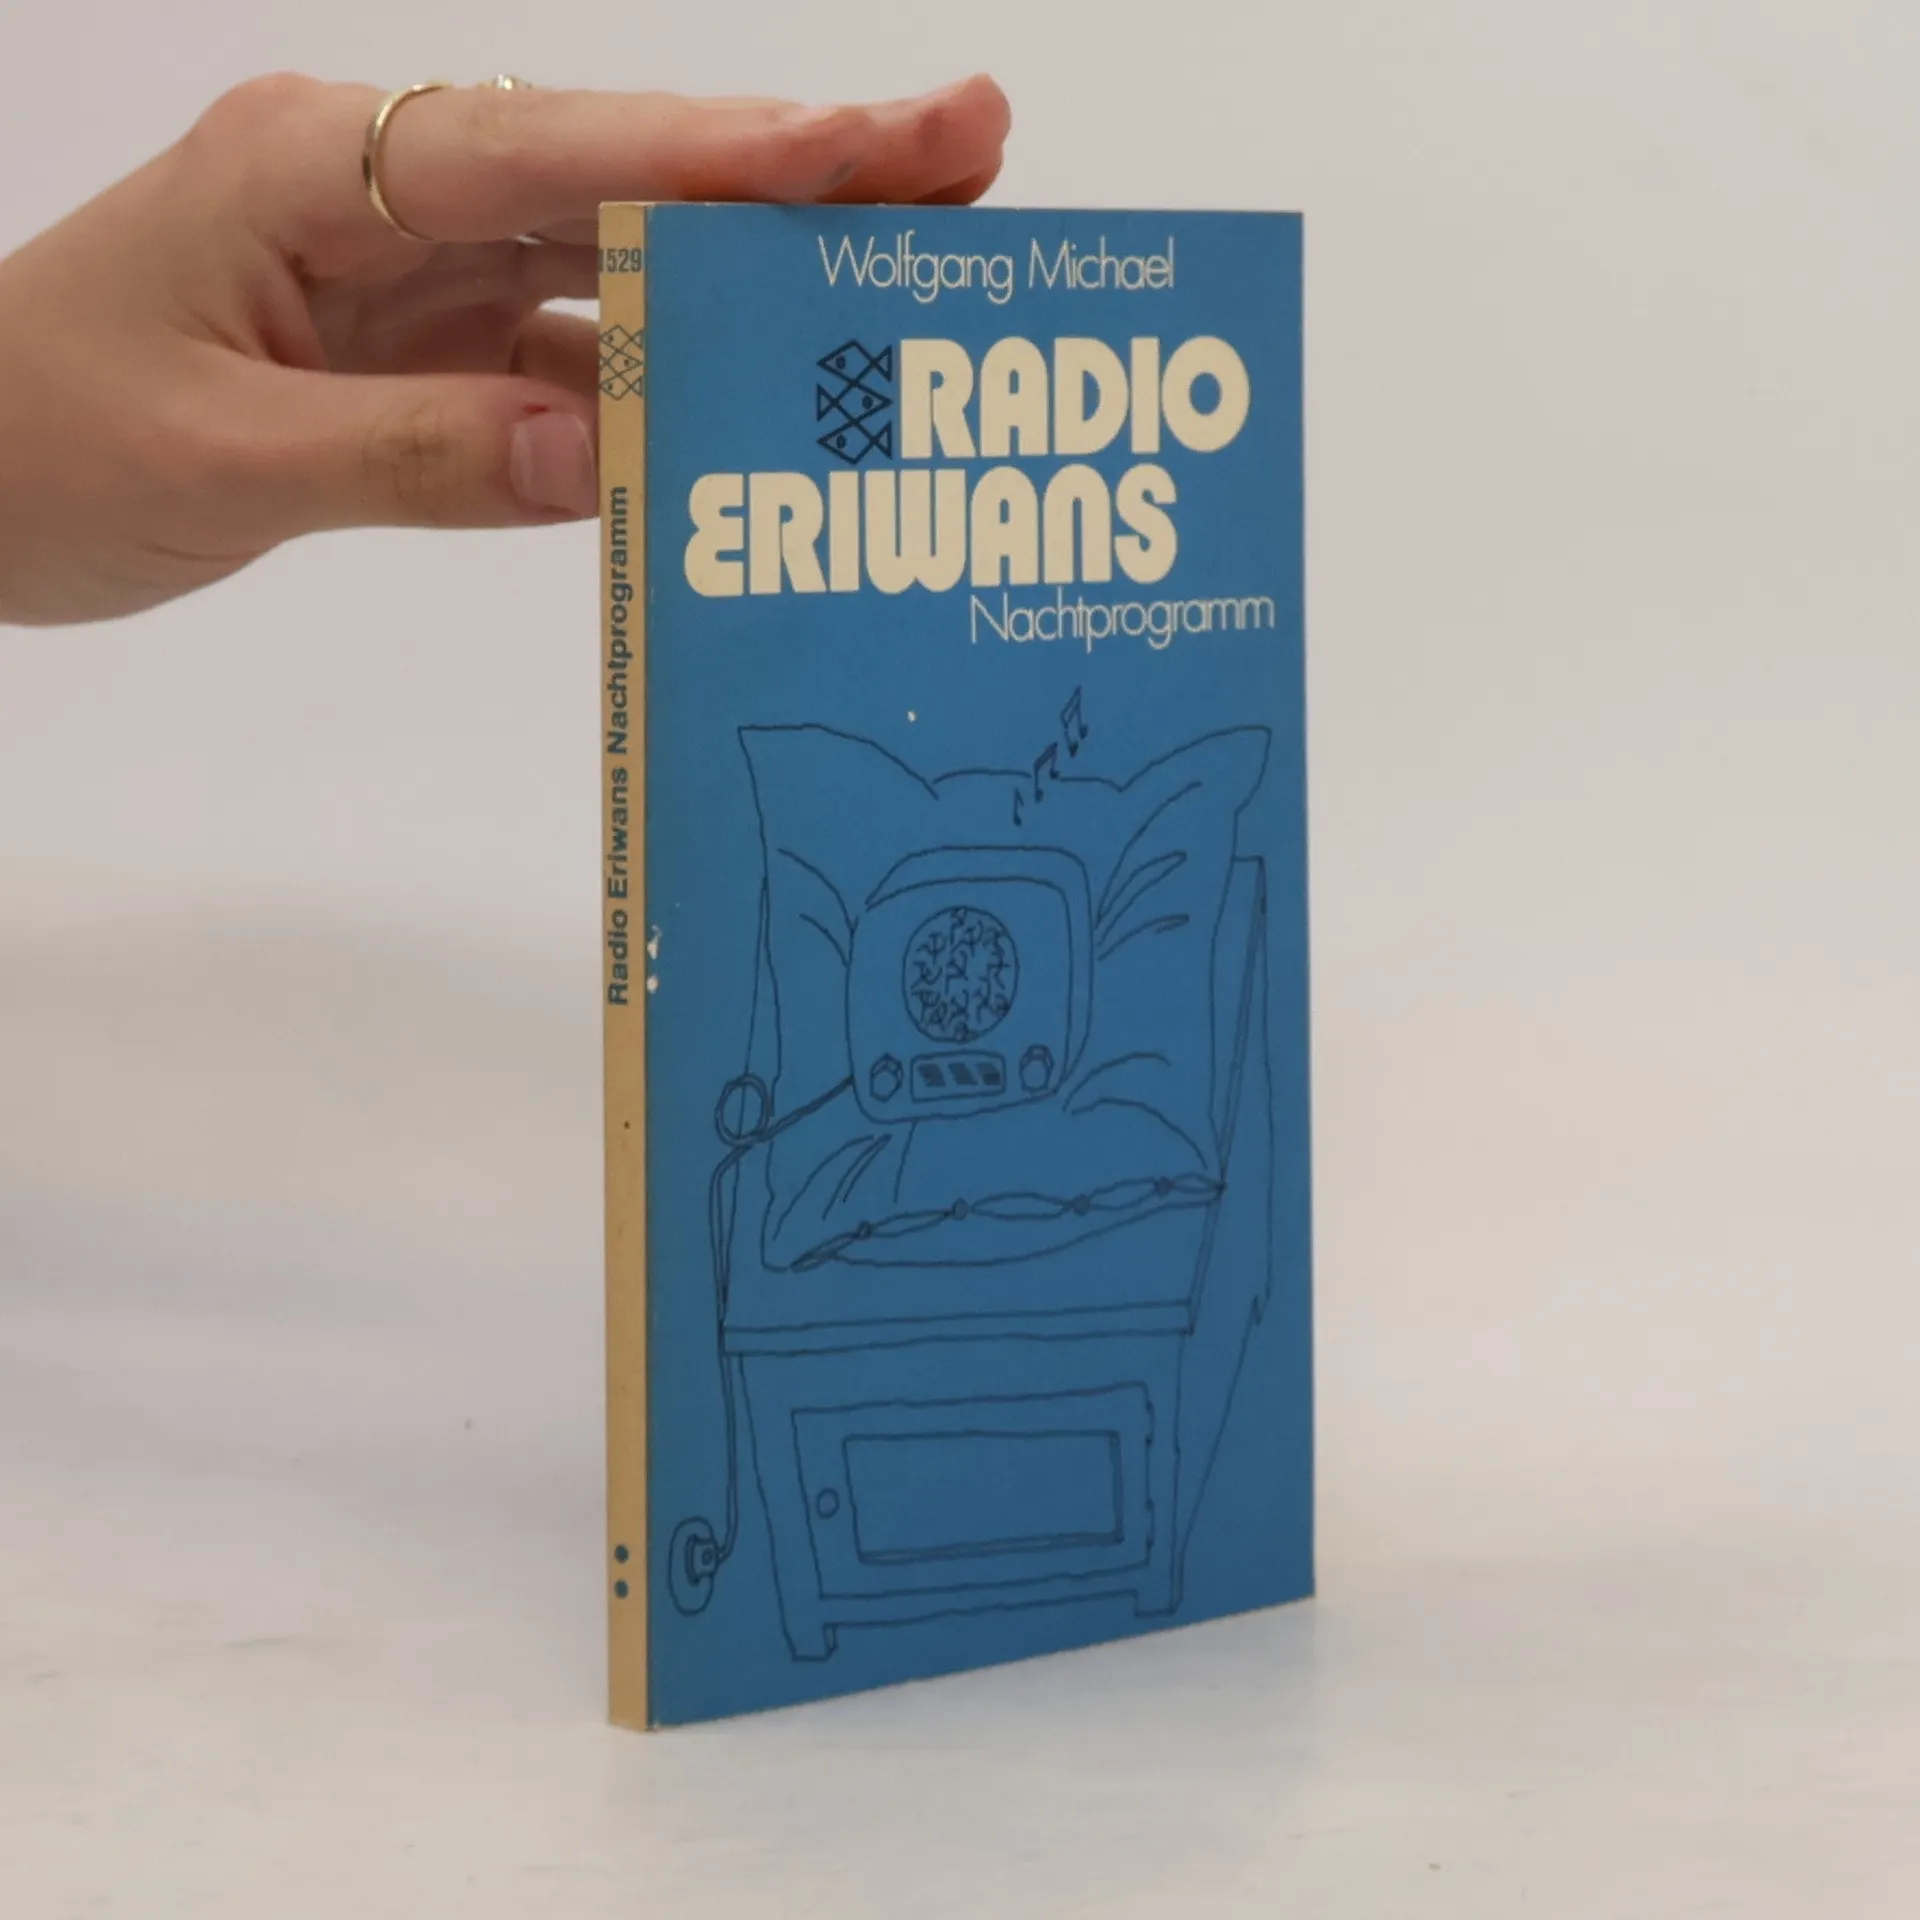 Wolfgang Michael
RADIO
ERIWANS
Nachtprogramm
1529
Radio Eriwans Nachtprogramm